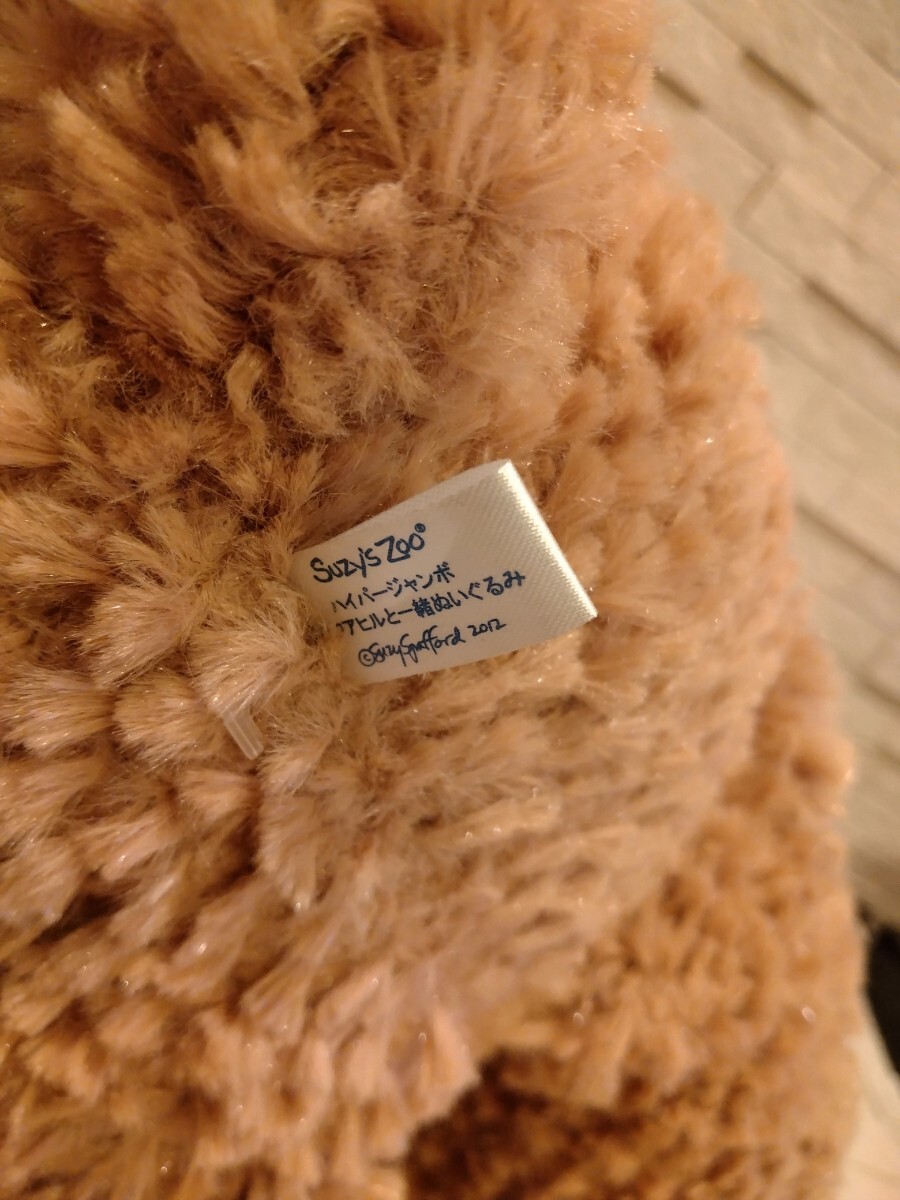 Suzy's Zoo®
ハイパージャンボ
アヒルと一緒ぬいぐるみ
©Suzy Spafford 2012